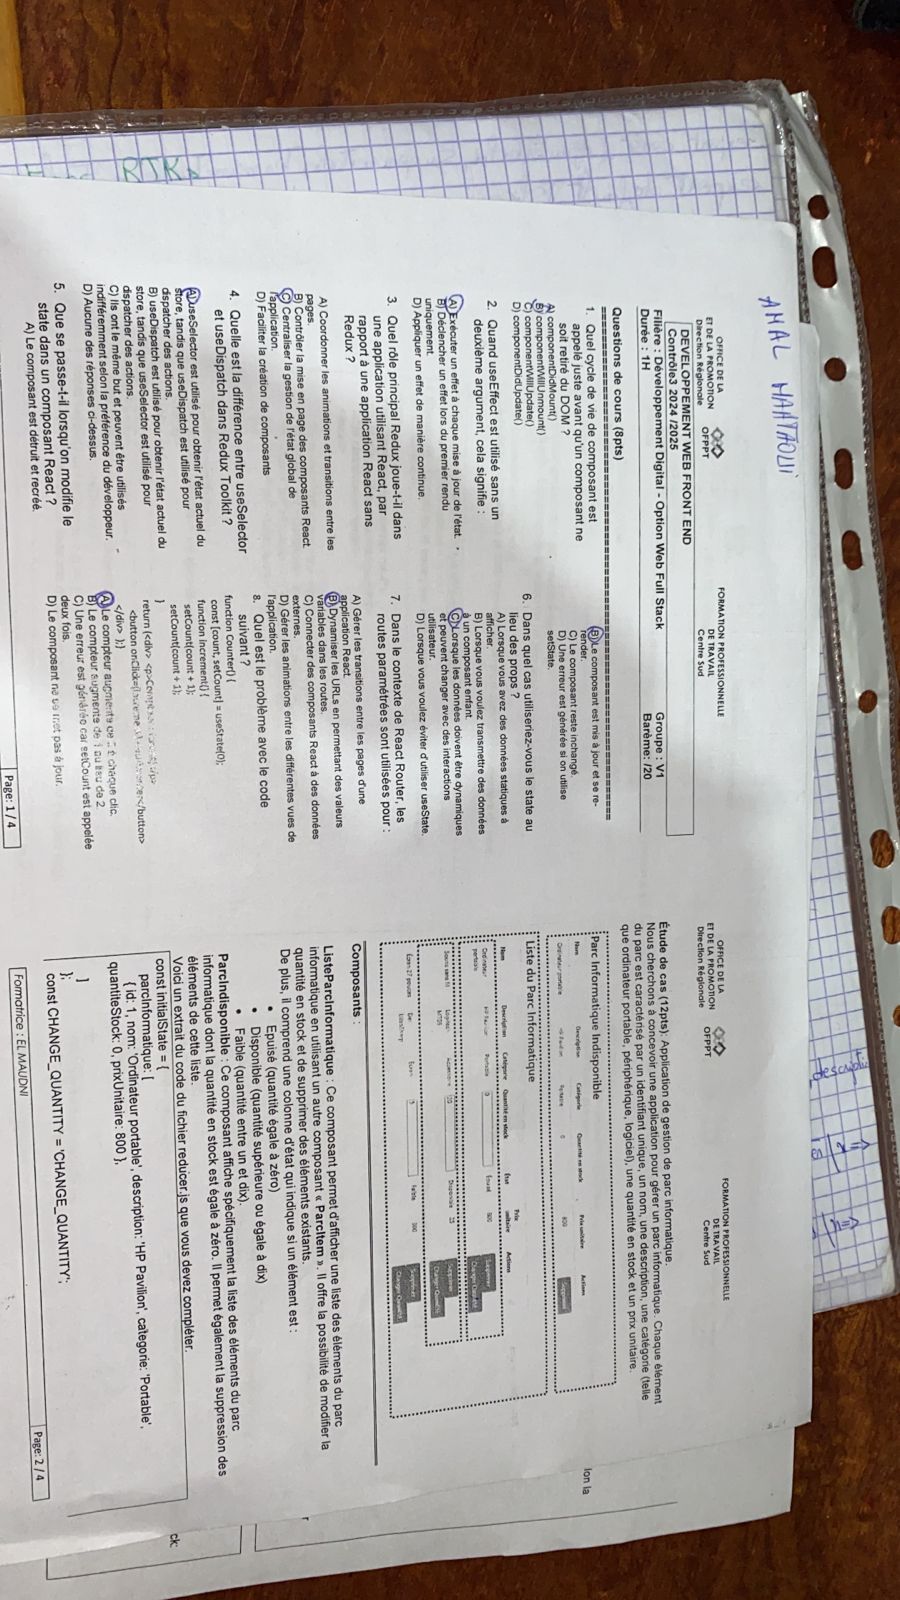 AMAL MAATAOUI
OFFICE DE LA
ET DE LA PROMOTION
Direction Régionale
OFPPT
FORMATION PROFESSIONNELLE
DE TRAVAIL
Centre Sud
DEVELOPPEMENT WEB FRONT END
Contrôle3 2024 /2025
Filière : Développement Digital - Option Web Full Stack
Groupe : V1
Durée : 1H
Barème: /20
Questions de cours (8pts)
1. Quel cycle de vie de composant est
appelé juste avant qu'un composant ne
soit retiré du DOM ?
A) componentDidMount()
B) componentWillUnmount()
C) componentWillUpdate()
D) componentDidUpdate()
2. Quand useEffect est utilisé sans un
deuxième argument, cela signifie :
A) Exécuter un effet à chaque mise à jour de l'état.
B) Déclencher un effet lors du premier rendu
uniquement.
D) Appliquer un effet de manière continue.
3. Quel rôle principal Redux joue-t-il dans
une application utilisant React, par
rapport à une application React sans
Redux ?
A) Coordonner les animations et transitions entre les
pages.
B) Contrôler la mise en page des composants React.
C) Centraliser la gestion de l'état global de
l'application.
D) Faciliter la création de composants
4. Quelle est la différence entre useSelector
et useDispatch dans Redux Toolkit ?
A) useSelector est utilisé pour obtenir l'état actuel du
store, tandis que useDispatch est utilisé pour
dispatcher des actions.
B) useDispatch est utilisé pour obtenir l'état actuel du
store, tandis que useSelector est utilisé pour
dispatcher des actions.
C) Ils ont le même but et peuvent être utilisés
indifféremment selon la préférence du développeur.
D) Aucune des réponses ci-dessus.
5. Que se passe-t-il lorsqu'on modifie le
state dans un composant React ?
A) Le composant est détruit et recréé.
B) Le composant est mis à jour et se re-
render.
C) Le composant reste inchangé.
D) Une erreur est générée si on utilise
setState.
6. Dans quel cas utiliseriez-vous le state au
lieu des props ?
A) Lorsque vous avez des données statiques à
afficher.
B) Lorsque vous voulez transmettre des données
à un composant enfant.
C) Lorsque les données doivent être dynamiques
et peuvent changer avec des interactions
utilisateur.
D) Lorsque vous voulez éviter d'utiliser useState.
7. Dans le contexte de React Router, les
routes paramétrées sont utilisées pour :
A) Gérer les transitions entre les pages d'une
application React.
B) Dynamiser les URLs en permettant des valeurs
variables dans les routes.
C) Connecter des composants React à des données
externes.
D) Gérer les animations entre les différentes vues de
l'application.
8. Quel est le problème avec le code
suivant ?
function Counter() {
const [count, setCount] = useState(0);
function increment() {
setCount(count + 1);
setCount(count + 1);
}
return (<div> <p>
<button onClick= </button>
</div> );}
A) Le compteur augmente de 2 à chaque clic.
B) Le compteur augmente de 1 au lieu de 2.
C) Une erreur est générée car setCount est appelée
deux fois.
D) Le composant ne se met pas à jour.
Page: 1 / 4
OFFICE DE LA
ET DE LA PROMOTION
Direction Régionale
OFPPT
FORMATION PROFESSIONNELLE
DE TRAVAIL
Centre Sud
Étude de cas (12pts): Application de gestion de parc informatique.
Nous cherchons à concevoir une application pour gérer un parc informatique. Chaque élément
du parc est caractérisé par un identifiant unique, un nom, une description, une catégorie (telle
que ordinateur portable, périphérique, logiciel), une quantité en stock et un prix unitaire.
Parc Informatique Indisponible
Nom Description Catégorie Quantité en stock Prix unitaire Actions
Ordinateur portable HP Pavilion Portable 0 800 Supprimer
Liste du Parc Informatique
Nom Description Catégorie Quantité en stock État Prix unitaire Actions
Ordinateur portable HP Pavilion Portable 0 Épuisé 800 Supprimer
Changer Quantité
Souris sans fil Logitech 20 Disponible 25 Supprimer
Changer Quantité
Écran 27 pouces Dell Écran 5 Faible 300 Supprimer
Changer Quantité
Composants :
ListeParcInformatique : Ce composant permet d'afficher une liste des éléments du parc
informatique en utilisant un autre composant « ParcItem ». Il offre la possibilité de modifier la
quantité en stock et de supprimer des éléments existants.
De plus, il comprend une colonne d'état qui indique si un élément est :
• Epuisé (quantité égale à zéro)
• Disponible (quantité supérieure ou égale à dix)
• Faible (quantité entre un et dix).
ParcIndisponible : Ce composant affiche spécifiquement la liste des éléments du parc
informatique dont la quantité en stock est égale à zéro. Il permet également la suppression des
éléments de cette liste.
Voici un extrait du code du fichier reducer.js que vous devez compléter.
const initialState = {
parcInformatique: [
{ id: 1, nom: 'Ordinateur portable', description: 'HP Pavilion', categorie: 'Portable',
quantiteStock: 0, prixUnitaire: 800 },
]
};
const CHANGE_QUANTITY = 'CHANGE_QUANTITY';
Formatrice : EL MAUDNI
Page: 2 / 4
lon la
ck: